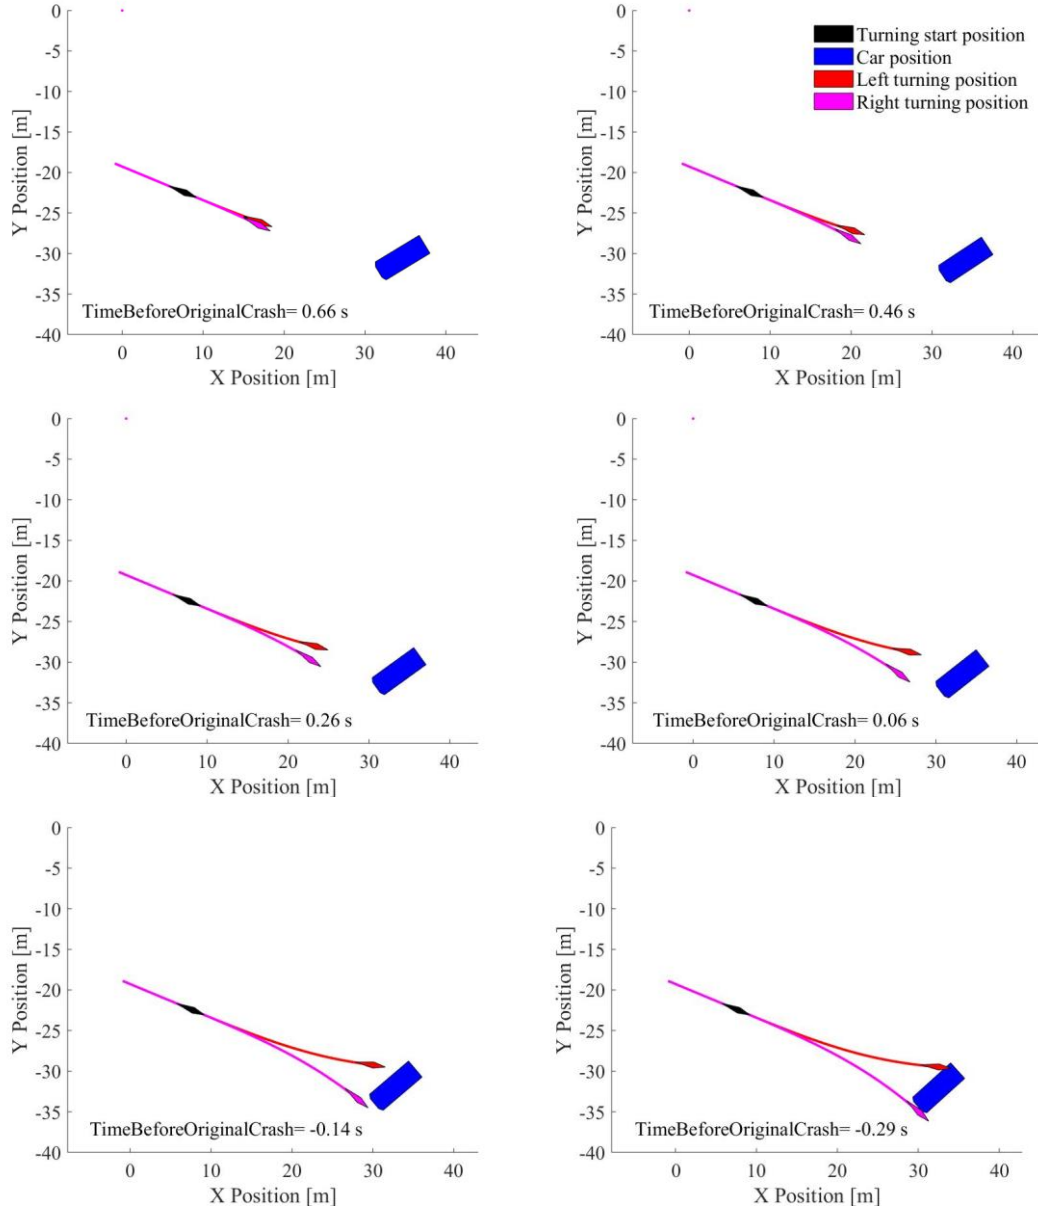 0
-5
-10
-15
-20
-25
-30
-35
-40
Y Position [m]
TimeBeforeOriginalCrash= 0.66 s
0 10 20 30 40
X Position [m]
0
-5
-10
-15
-20
-25
-30
-35
-40
Y Position [m]
Turning start position
Car position
Left turning position
Right turning position
TimeBeforeOriginalCrash= 0.46 s
0 10 20 30 40
X Position [m]
0
-5
-10
-15
-20
-25
-30
-35
-40
Y Position [m]
TimeBeforeOriginalCrash= 0.26 s
0 10 20 30 40
X Position [m]
0
-5
-10
-15
-20
-25
-30
-35
-40
Y Position [m]
TimeBeforeOriginalCrash= 0.06 s
0 10 20 30 40
X Position [m]
0
-5
-10
-15
-20
-25
-30
-35
-40
Y Position [m]
TimeBeforeOriginalCrash= -0.14 s
0 10 20 30 40
X Position [m]
0
-5
-10
-15
-20
-25
-30
-35
-40
Y Position [m]
TimeBeforeOriginalCrash= -0.29 s
0 10 20 30 40
X Position [m]